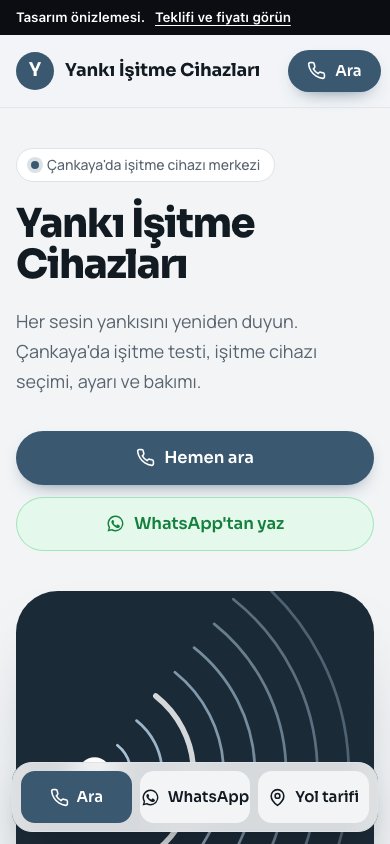 Tasarım önizlemesi. Teklifi ve fiyatı görün
Y Yankı İşitme Cihazları Ara
Çankaya'da işitme cihazı merkezi
Yankı İşitme
Cihazları
Her sesin yankısını yeniden duyun.
Çankaya'da işitme testi, işitme cihazı
seçimi, ayarı ve bakımı.
Hemen ara
WhatsApp'tan yaz
Ara WhatsApp Yol tarifi